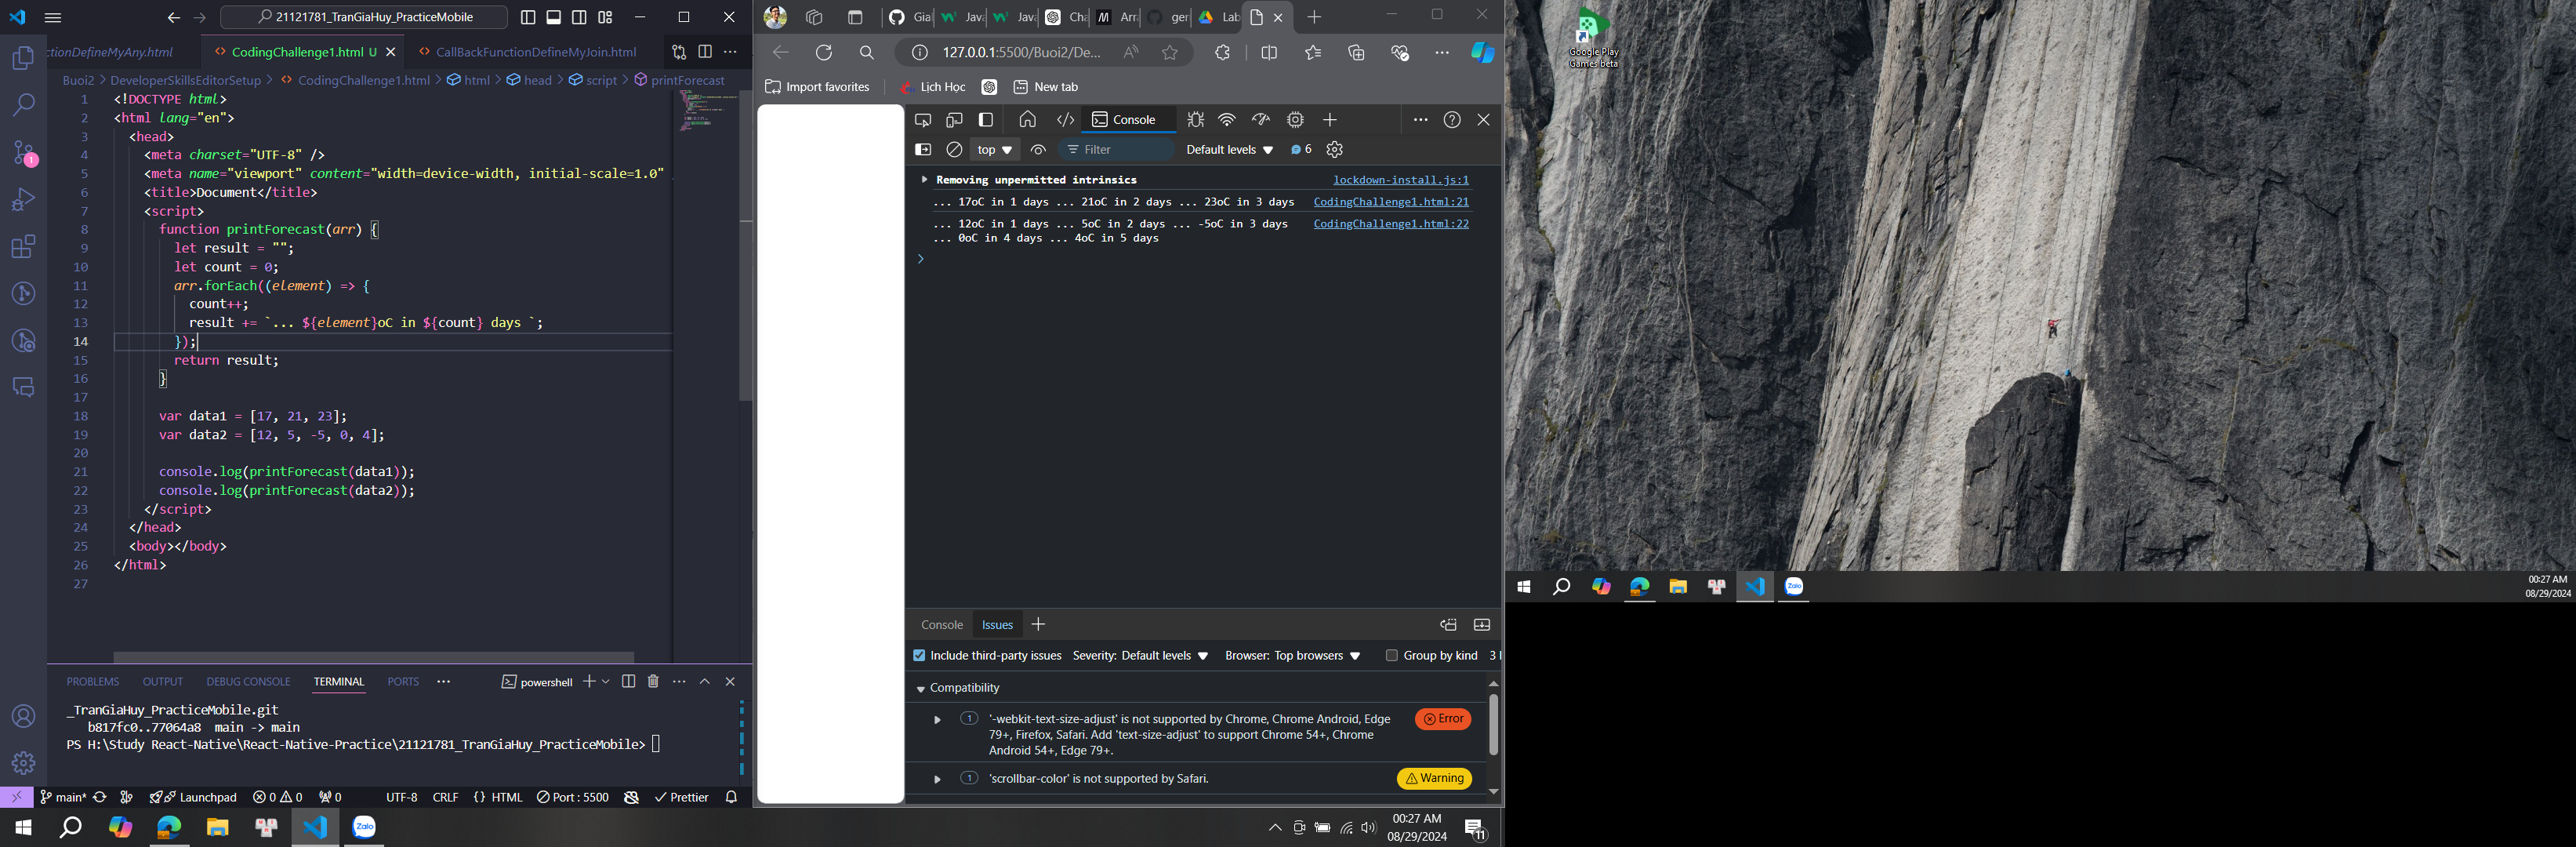 21121781_TranGiaHuy_PracticeMobile
ctionDefineMyAny.html
CodingChallenge1.html U
CallBackFunctionDefineMyJoin.html
Buoi2 > DeveloperSkillsEditorSetup > CodingChallenge1.html > html > head > script > printForecast
1 <!DOCTYPE html>
2 <html lang="en">
3 <head>
4 <meta charset="UTF-8" />
5 <meta name="viewport" content="width=device-width, initial-scale=1.0"
6 <title>Document</title>
7 <script>
8 function printForecast(arr) {
9 let result = "";
10 let count = 0;
11 arr.forEach((element) => {
12 count++;
13 result += `... ${element}oC in ${count} days `;
14 });
15 return result;
16 }
17
18 var data1 = [17, 21, 23];
19 var data2 = [12, 5, -5, 0, 4];
20
21 console.log(printForecast(data1));
22 console.log(printForecast(data2));
23 </script>
24 </head>
25 <body></body>
26 </html>
27
PROBLEMS OUTPUT DEBUG CONSOLE TERMINAL PORTS ... powershell
_TranGiaHuy_PracticeMobile.git
b817fc0..77064a8 main -> main
PS H:\Study React-Native\React-Native-Practice\21121781_TranGiaHuy_PracticeMobile>
1
main* Launchpad 0 0 0 UTF-8 CRLF {} HTML Port : 5500 Prettier
Gia Java Java Cha Arra ger Lab
127.0.0.1:5500/Buoi2/De...
Import favorites Lịch Học New tab
Console
top Filter Default levels 6
Removing unpermitted intrinsics lockdown-install.js:1
... 17oC in 1 days ... 21oC in 2 days ... 23oC in 3 days CodingChallenge1.html:21
... 12oC in 1 days ... 5oC in 2 days ... -5oC in 3 days CodingChallenge1.html:22
... 0oC in 4 days ... 4oC in 5 days
Console Issues
Include third-party issues Severity: Default levels Browser: Top browsers Group by kind 3
Compatibility
1 '-webkit-text-size-adjust' is not supported by Chrome, Chrome Android, Edge
79+, Firefox, Safari. Add 'text-size-adjust' to support Chrome 54+, Chrome
Android 54+, Edge 79+.
Error
1 'scrollbar-color' is not supported by Safari.
Warning
Zalo
00:27 AM
08/29/2024
11
Google Play
Games beta
Zalo
00:27 AM
08/29/2024